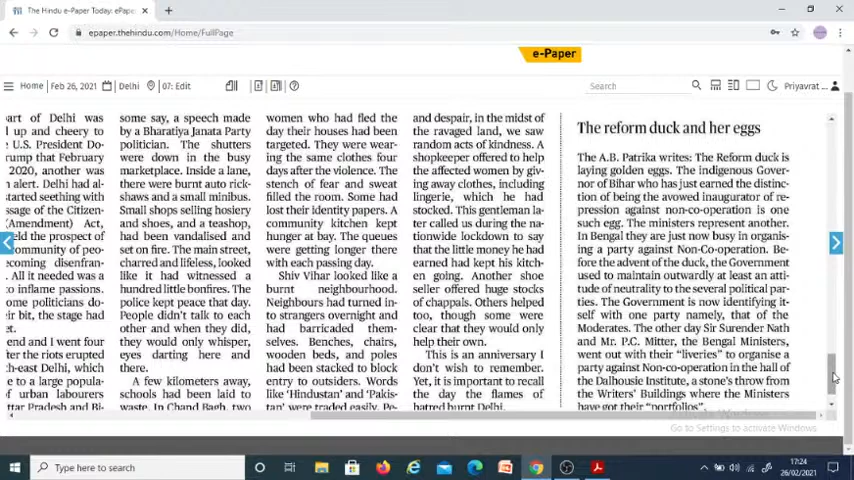 The Hindu e-Paper Today: ePape
epaper.thehindu.com/Home/FullPage
e-Paper
Home Feb 26, 2021 Delhi 07: Edit
Search
Priyavrat ...
art of Delhi was
l up and cheery to
U.S. President Do-
rump that February
2020, another was
n alert. Delhi had al-
started seething with
ssage of the Citizen-
(Amendment) Act,
eld the prospect of
ommunity of peo-
ecoming disenfran-
. All it needed was a
o inflame passions.
ome politicians do-
ir bit, the stage had
t.
end and I went four
fter the riots erupted
h-east Delhi, which
e to a large popula-
f urban labourers
ttar Pradesh and Bi-
some say, a speech made
by a Bharatiya Janata Party
politician. The shutters
were down in the busy
marketplace. Inside a lane,
there were burnt auto rick-
shaws and a small minibus.
Small shops selling hosiery
and shoes, and a teashop,
had been vandalised and
set on fire. The main street,
charred and lifeless, looked
like it had witnessed a
hundred little bonfires. The
police kept peace that day.
People didn't talk to each
other and when they did,
they would only whisper,
eyes darting here and
there.
A few kilometers away,
schools had been laid to
waste. In Chand Bagh, two
women who had fled the
day their houses had been
targeted. They were wear-
ing the same clothes four
days after the violence. The
stench of fear and sweat
filled the room. Some had
lost their identity papers. A
community kitchen kept
hunger at bay. The queues
were getting longer there
with each passing day.
Shiv Vihar looked like a
burnt neighbourhood.
Neighbours had turned in-
to strangers overnight and
had barricaded them-
selves. Benches, chairs,
wooden beds, and poles
had been stacked to block
entry to outsiders. Words
like 'Hindustan' and 'Pakis-
tan' were traded easily. Pe-
and despair, in the midst of
the ravaged land, we saw
random acts of kindness. A
shopkeeper offered to help
the affected women by giv-
ing away clothes, including
lingerie, which he had
stocked. This gentleman la-
ter called us during the na-
tionwide lockdown to say
that the little money he had
earned had kept his kitch-
en going. Another shoe
seller offered huge stocks
of chappals. Others helped
too, though some were
clear that they would only
help their own.
This is an anniversary I
don't wish to remember.
Yet, it is important to recall
the day the flames of
hatred burnt Delhi.
The reform duck and her eggs
The A.B. Patrika writes: The Reform duck is
laying golden eggs. The indigenous Gover-
nor of Bihar who has just earned the distinc-
tion of being the avowed inaugurator of re-
pression against non-co-operation is one
such egg. The ministers represent another.
In Bengal they are just now busy in organis-
ing a party against Non-Co-operation. Be-
fore the advent of the duck, the Government
used to maintain outwardly at least an atti-
tude of neutrality to the several political par-
ties. The Government is now identifying it-
self with one party namely, that of the
Moderates. The other day Sir Surender Nath
and Mr. P.C. Mitter, the Bengal Ministers,
went out with their "liveries" to organise a
party against Non-co-operation in the hall of
the Dalhousie Institute, a stone's throw from
the Writers' Buildings where the Ministers
have got their "portfolios".
Go to Settings to activate Windows
Type here to search
17:24
26/02/2021